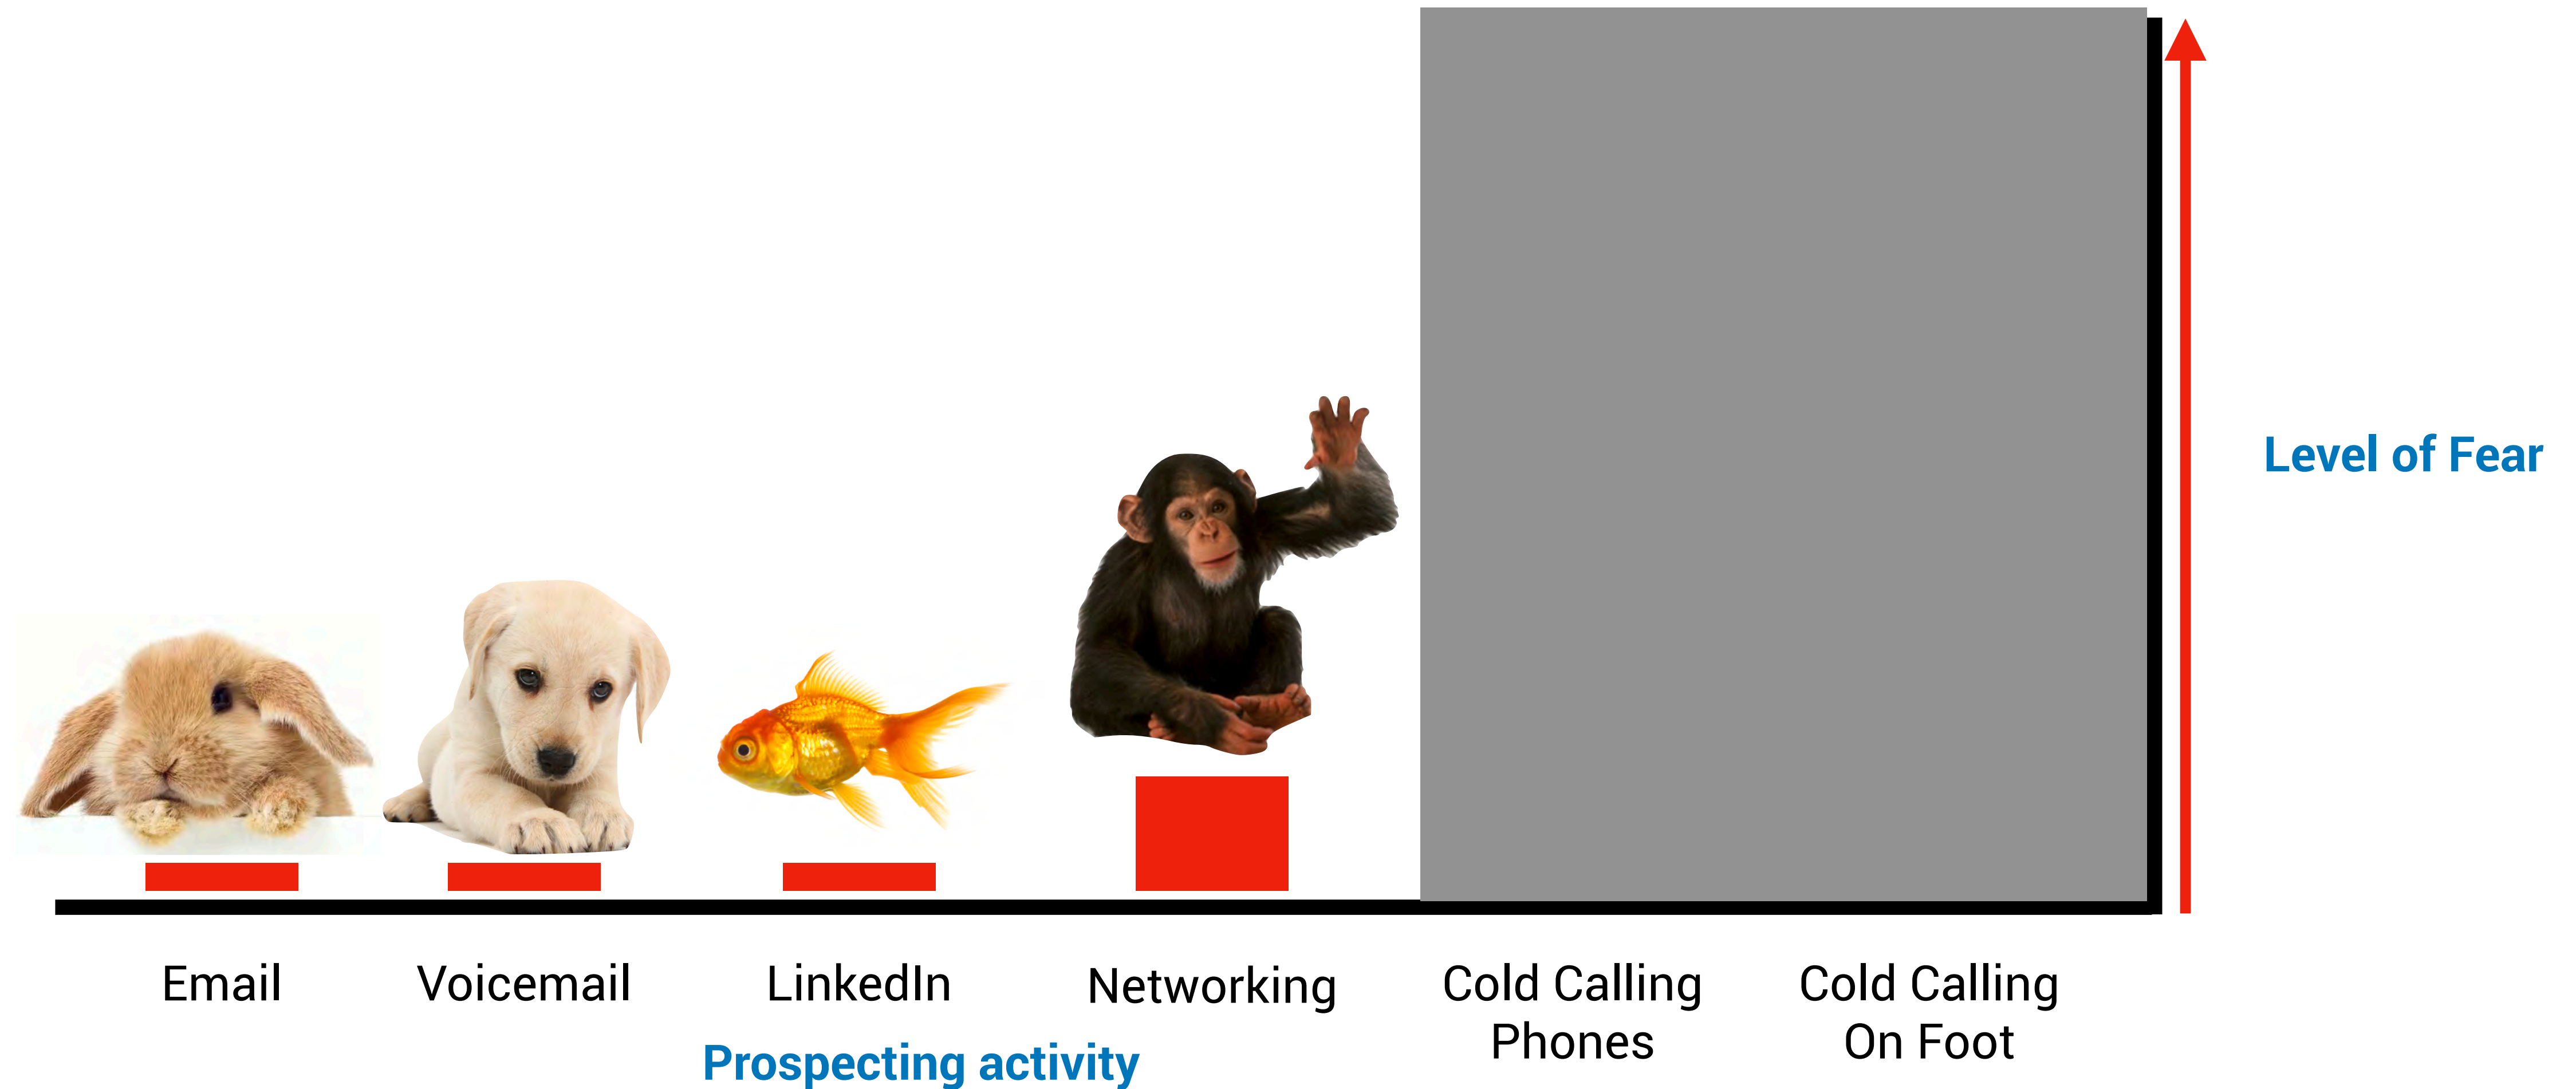 Level of Fear
Email
Voicemail
LinkedIn
Networking
Cold Calling
Phones
Cold Calling
On Foot
Prospecting activity